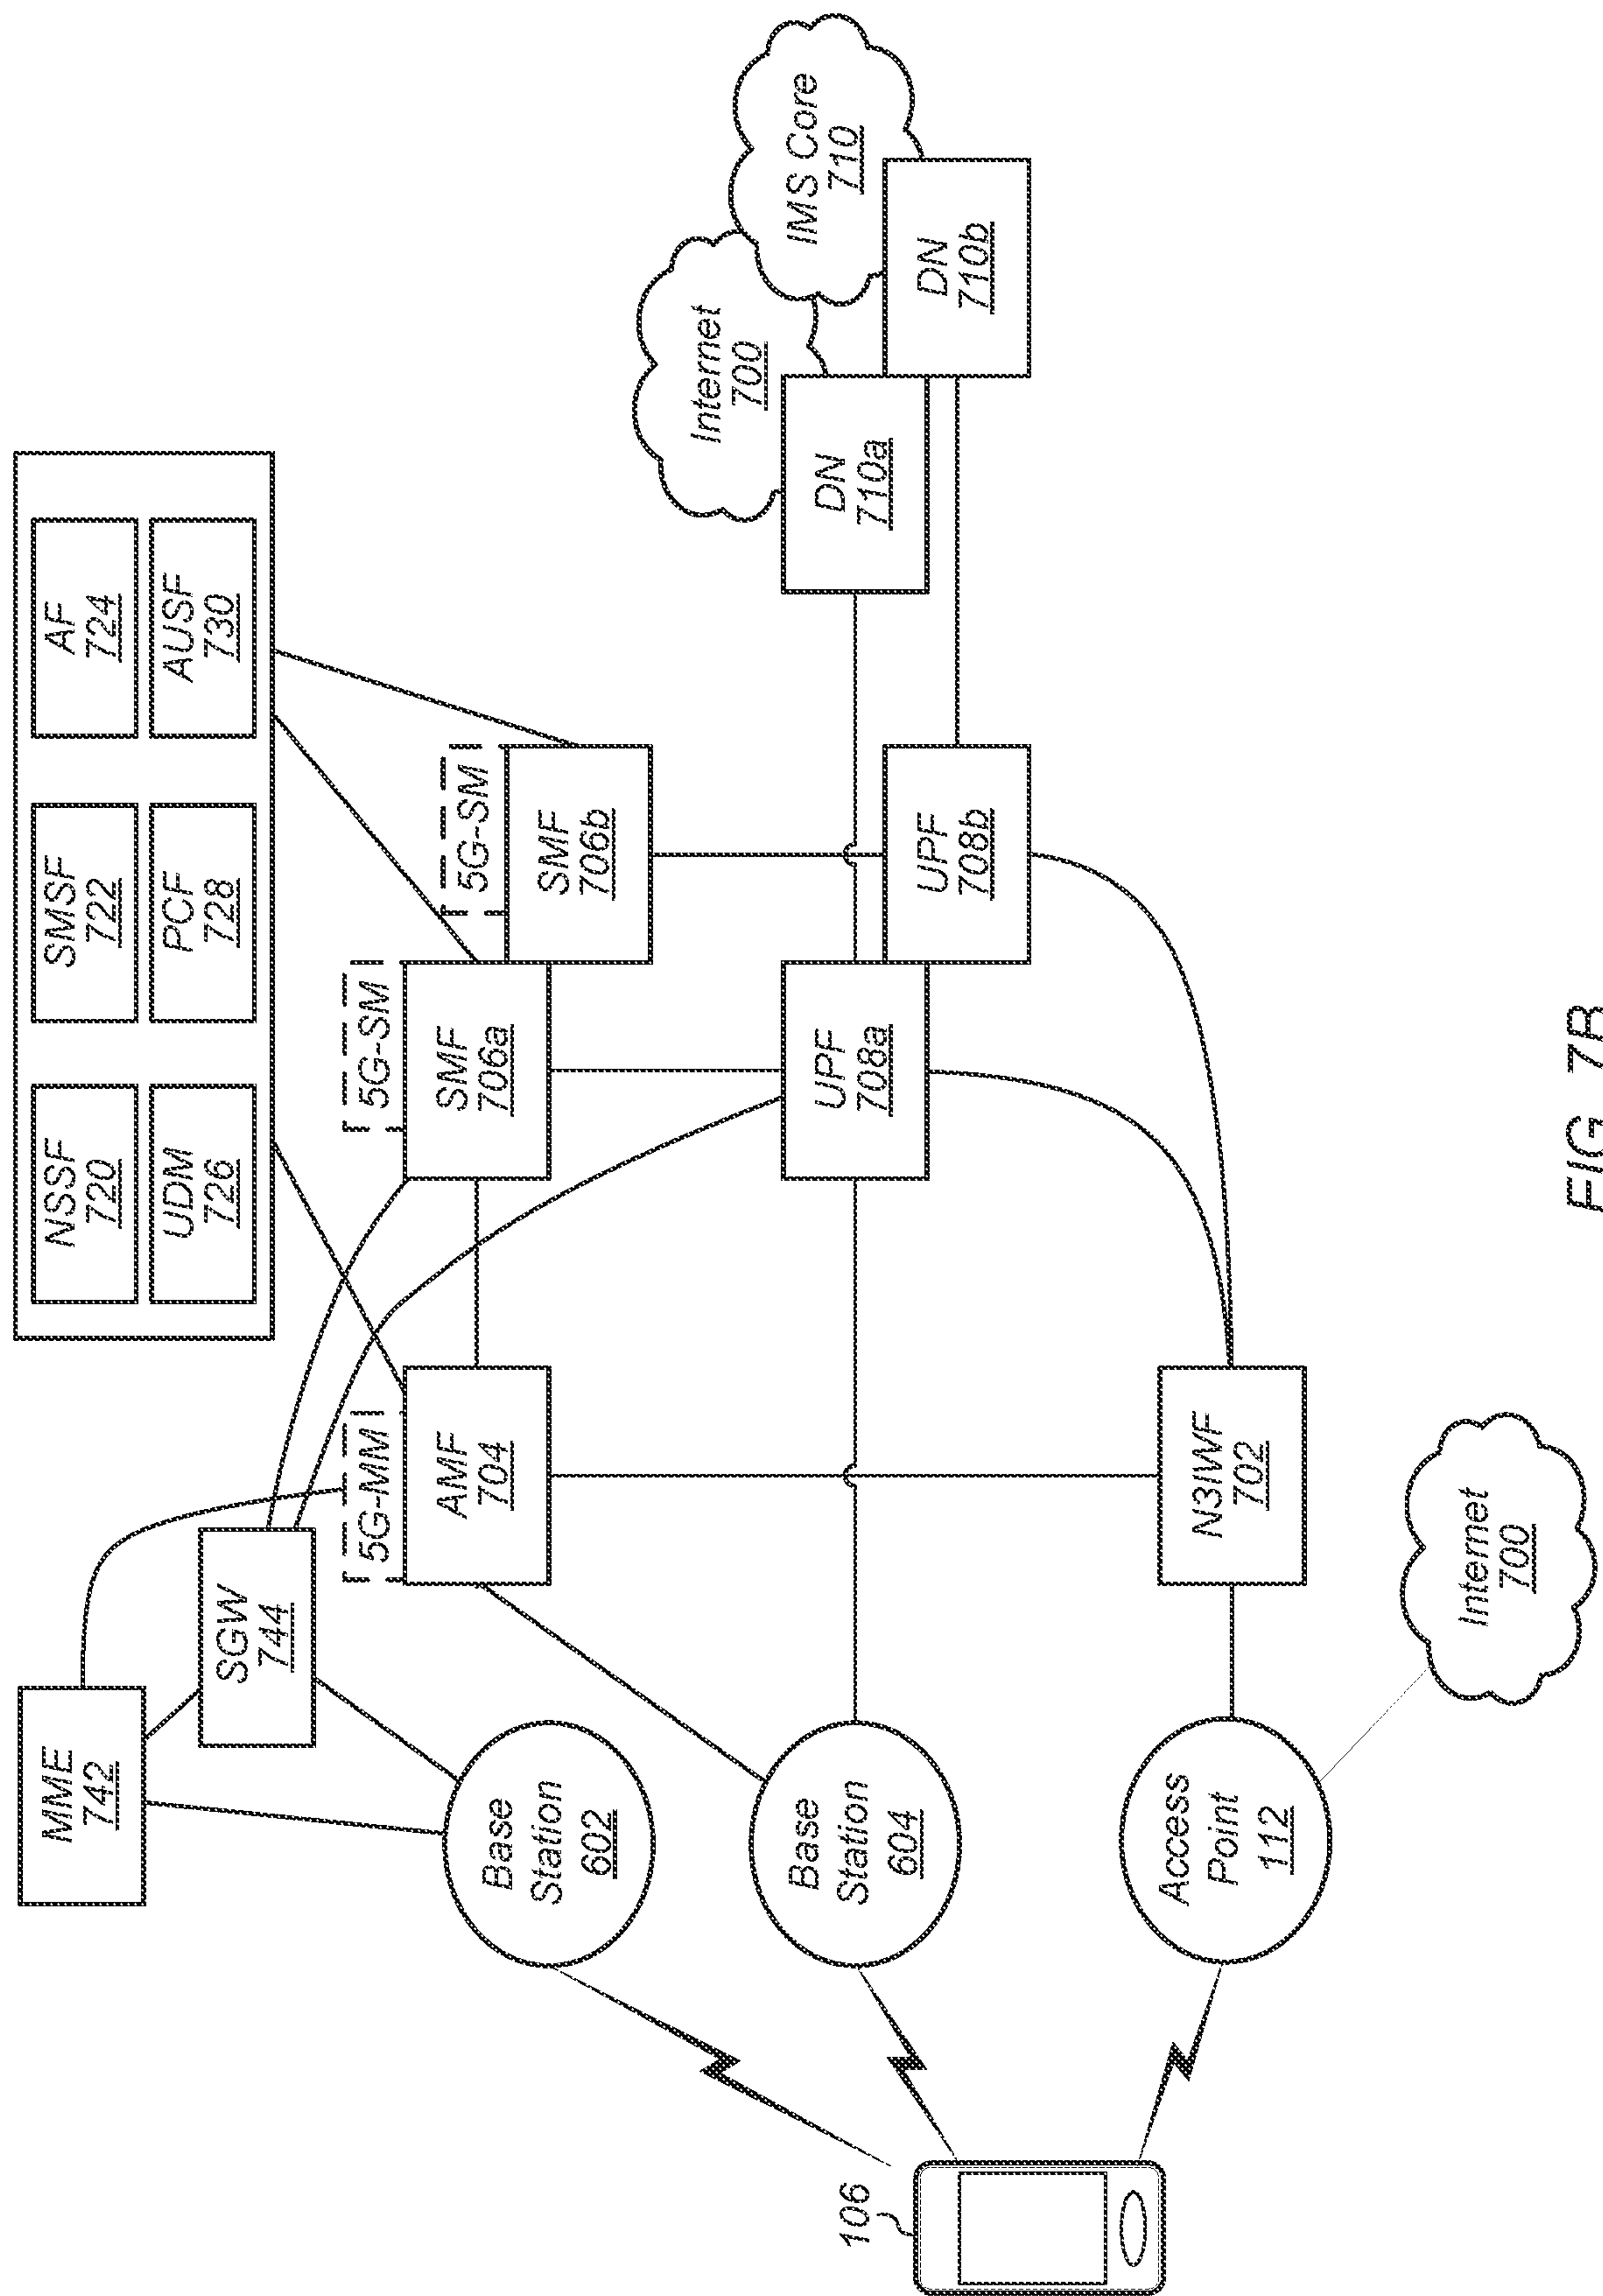 NSSF
720
SMSF
722
AF
724
UDM
726
PCF
728
AUSF
730
MME
742
SGW
744
5G-MM
AMF
704
5G-SM
SMF
706a
5G-SM
SMF
706b
Base
Station
602
Base
Station
604
UPF
708a
UPF
708b
DN
710a
DN
710b
Internet
700
IMS Core
710
106
Access
Point
112
N3IWF
702
Internet
700
FIG. 7B